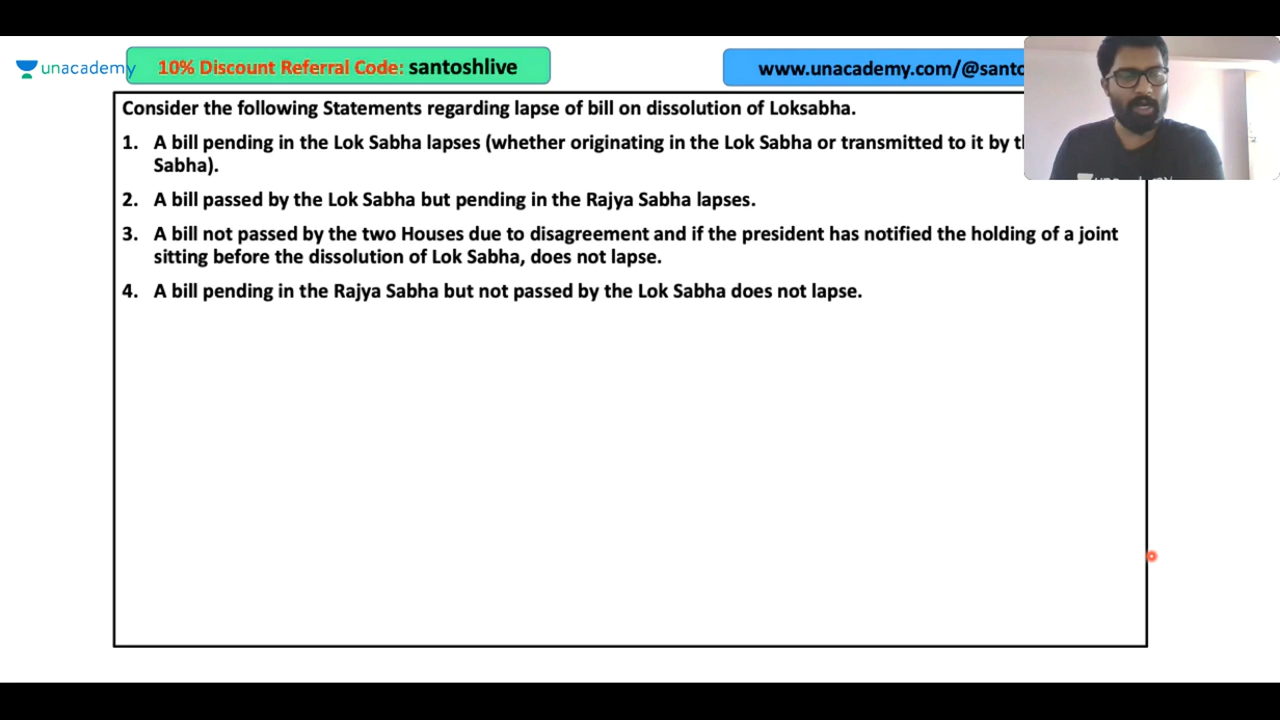 unacademy 10% Discount Referral Code: santoshlive www.unacademy.com/@santo
Consider the following Statements regarding lapse of bill on dissolution of Loksabha.
1. A bill pending in the Lok Sabha lapses (whether originating in the Lok Sabha or transmitted to it by
Sabha).
2. A bill passed by the Lok Sabha but pending in the Rajya Sabha lapses.
3. A bill not passed by the two Houses due to disagreement and if the president has notified the holding of a joint
sitting before the dissolution of Lok Sabha, does not lapse.
4. A bill pending in the Rajya Sabha but not passed by the Lok Sabha does not lapse.